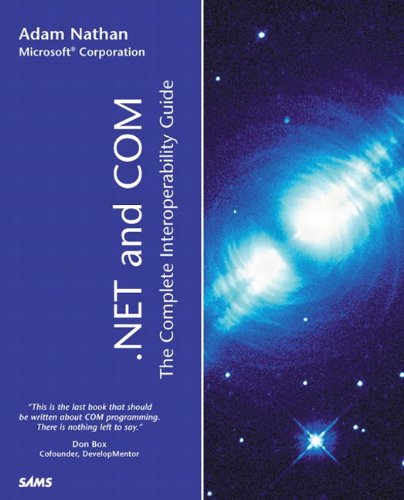 Adam Nathan
Microsoft® Corporation
.NET and COM
The Complete Interoperability Guide
"This is the last book that should
be written about COM programming.
There is nothing left to say."
Don Box
Cofounder, DevelopMentor
SAMS